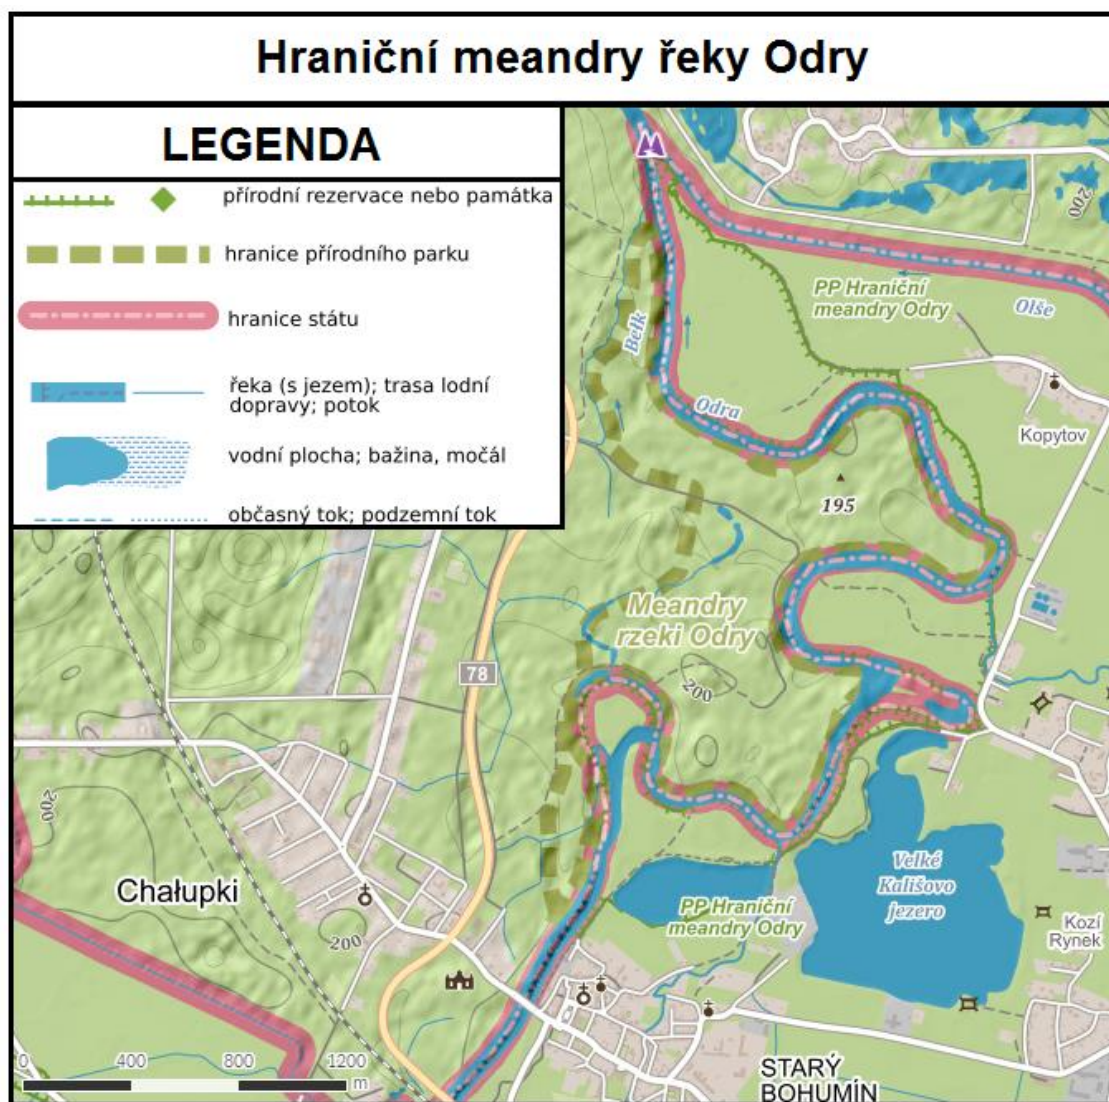 Hraniční meandry řeky Odry
LEGENDA
přírodní rezervace nebo památka
hranice přírodního parku
hranice státu
řeka (s jezem); trasa lodní
dopravy; potok
vodní plocha; bažina, močál
občasný tok; podzemní tok
200
PP Hraniční
meandry Odry
Olše
Bełk
Odra
Kopytov
195
Meandry
rzeki Odry
78
200
200
Velké
Kališovo
jezero
Chałupki
PP Hraniční
meandry Odry
Kozí
Rynek
200
STARÝ
BOHUMÍN
0 400 800 1200
m